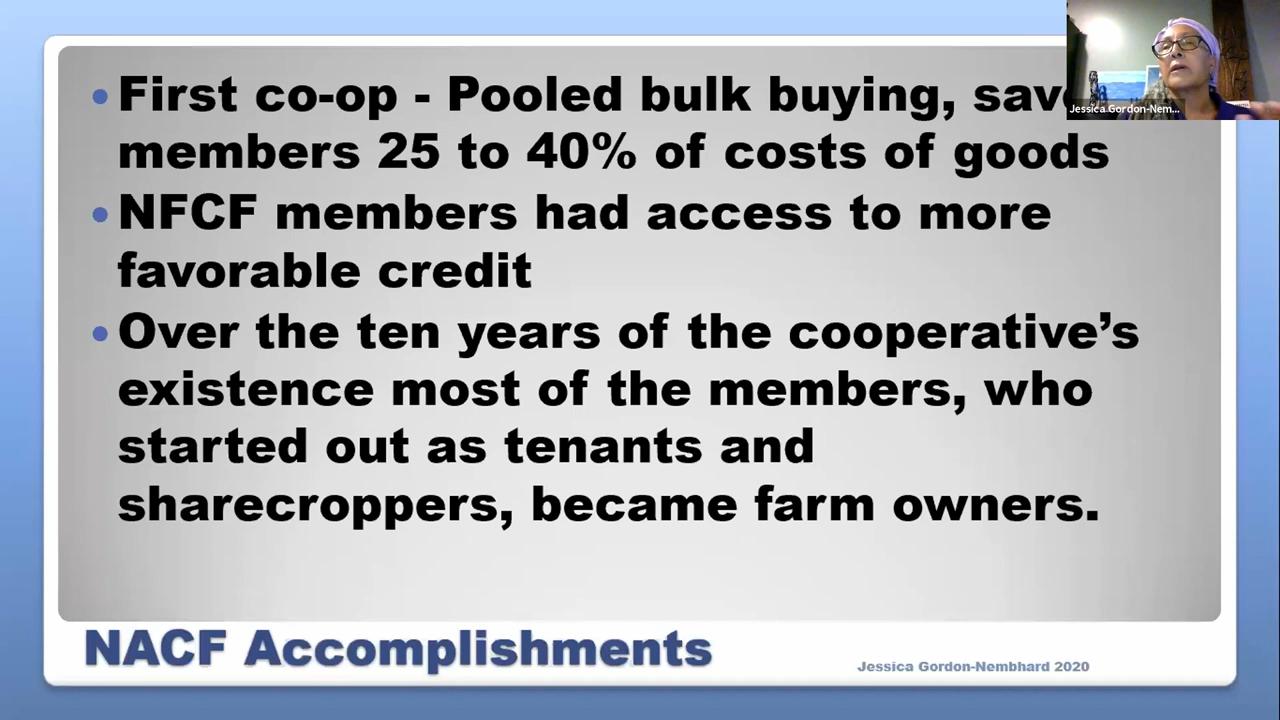 • First co-op - Pooled bulk buying, save
members 25 to 40% of costs of goods
• NFCF members had access to more
favorable credit
• Over the ten years of the cooperative’s
existence most of the members, who
started out as tenants and
sharecroppers, became farm owners.
NACF Accomplishments
Jessica Gordon-Nembhard 2020
Jessica Gordon-Nem...